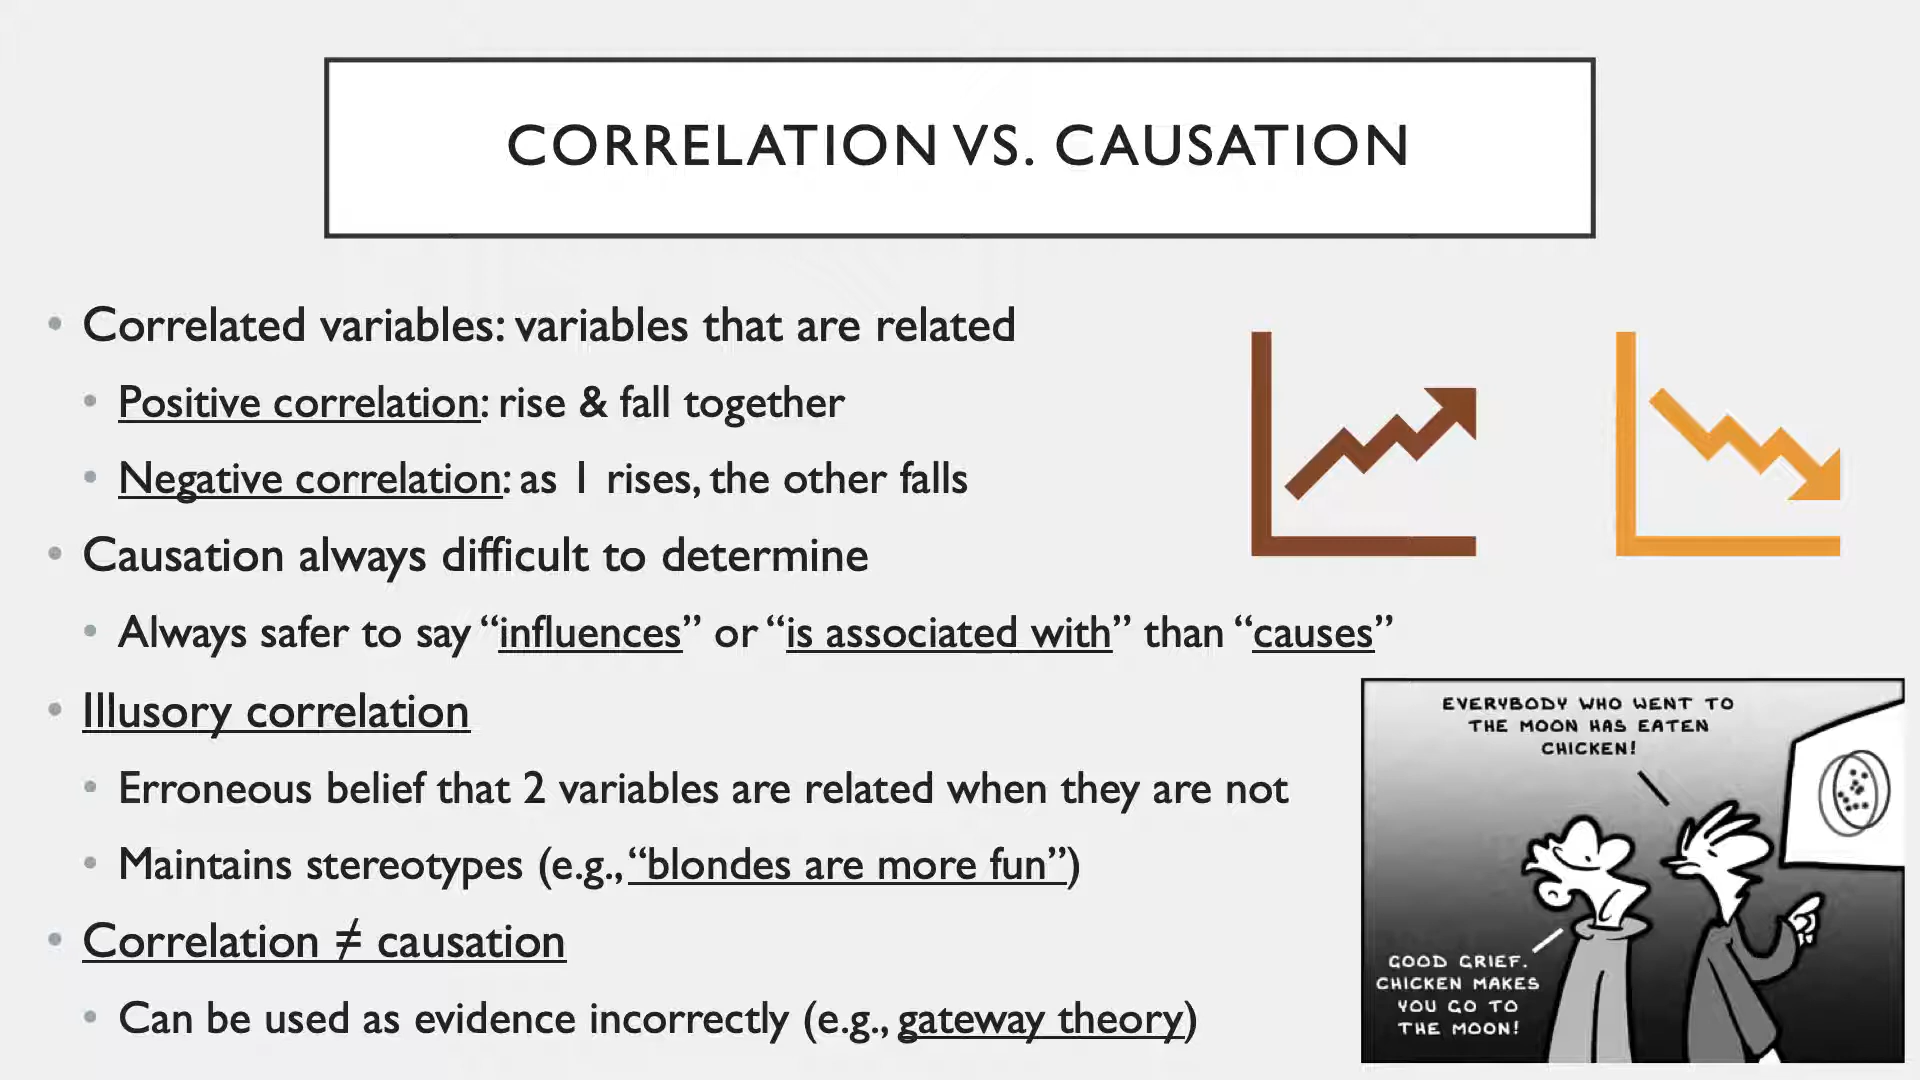 CORRELATION VS. CAUSATION
• Correlated variables: variables that are related
• Positive correlation: rise & fall together
• Negative correlation: as 1 rises, the other falls
• Causation always difficult to determine
• Always safer to say “influences” or “is associated with” than “causes”
• Illusory correlation
• Erroneous belief that 2 variables are related when they are not
• Maintains stereotypes (e.g., “blondes are more fun”)
• Correlation ≠ causation
• Can be used as evidence incorrectly (e.g., gateway theory)
EVERYBODY WHO WENT TO
THE MOON HAS EATEN
CHICKEN!
GOOD GRIEF.
CHICKEN MAKES
YOU GO TO
THE MOON!